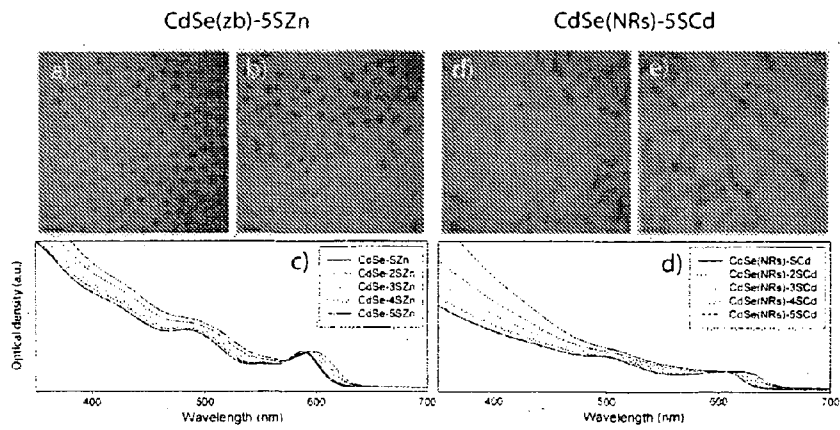 CdSe(zb)-5SZn
CdSe(NRs)-5SCd
a)
b)
d)
e)
c)
CdSe-SZn
CdSe-2SZn
CdSe-3SZn
CdSe-4SZn
CdSe-5SZn
d)
CdSe(NRs)-SCd
CdSe(NRs)-2SCd
CdSe(NRs)-3SCd
CdSe(NRs)-4SCd
CdSe(NRs)-5SCd
Optical density (a.u.)
400
500
600
700
400
500
600
700
Wavelength (nm)
Wavelength (nm)